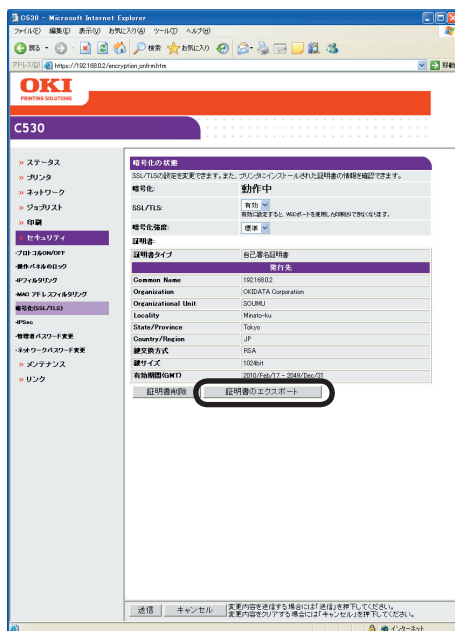 C530 - Microsoft Internet Explorer
ファイル(F) 編集(E) 表示(V) お気に入り(A) ツール(T) ヘルプ(H)
戻る 検索 お気に入り
アドレス(D) https://192.168.0.2/encryption_onfrm.htm 移動
OKI
PRINTING SOLUTIONS
C530
ステータス
プリンタ
ネットワーク
ジョブリスト
印刷
セキュリティ
-プロトコルON/OFF
-操作パネルのロック
-IPフィルタリング
-MAC アドレスフィルタリング
暗号化(SSL/TLS)
-IPSec
-管理者パスワード変更
-ネットワークパスワード変更
メンテナンス
リンク
暗号化の状態
SSL/TLSの設定を変更できます。また、プリンタにインストールされた証明書の情報を確認できます。
暗号化: 動作中
SSL/TLS: 有効
有効に設定すると、WSDポートを使用した印刷ができなくなります。
暗号化強度: 標準
証明書:
証明書タイプ 自己署名証明書
発行先
Common Name 192.168.0.2
Organization OKIDATA Corporation
Organizational Unit SOUMU
Locality Minato-ku
State/Province Tokyo
Country/Region JP
鍵交換方式 RSA
鍵サイズ 1024bit
有効期間(GMT) 2010/Feb/17 - 2049/Dec/31
証明書削除 証明書のエクスポート
送信 キャンセル 変更内容を送信する場合には「送信」を押下してください。
変更内容をクリアする場合には「キャンセル」を押下してください。
インターネット